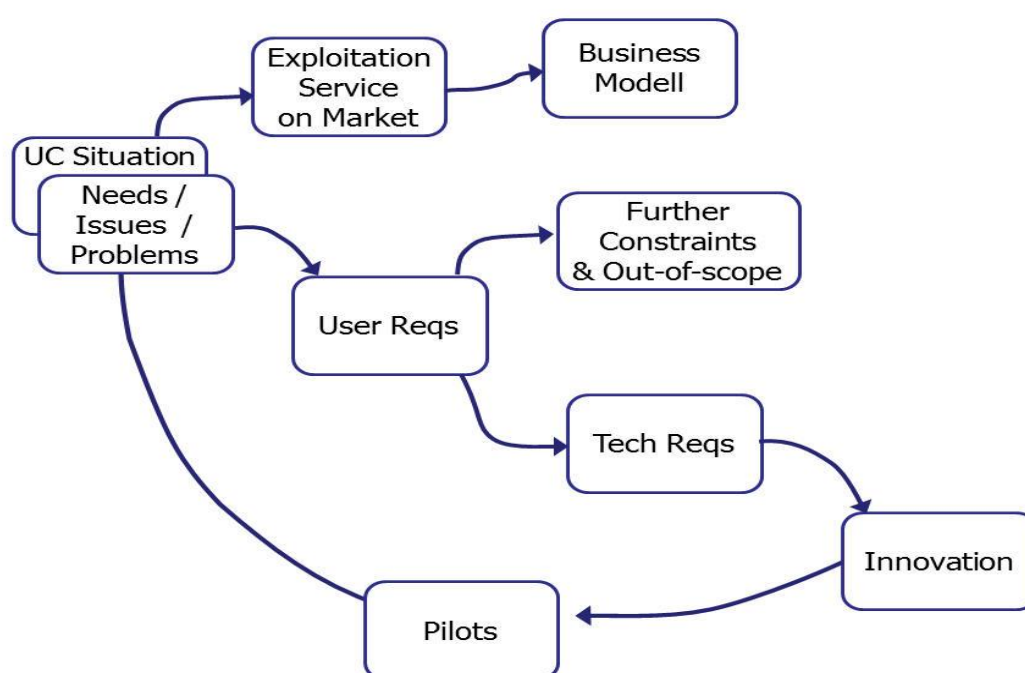 Exploitation
Service
on Market
Business
Modell
UC Situation
Needs /
Issues /
Problems
Further
Constraints
& Out-of-scope
User Reqs
Tech Reqs
Innovation
Pilots